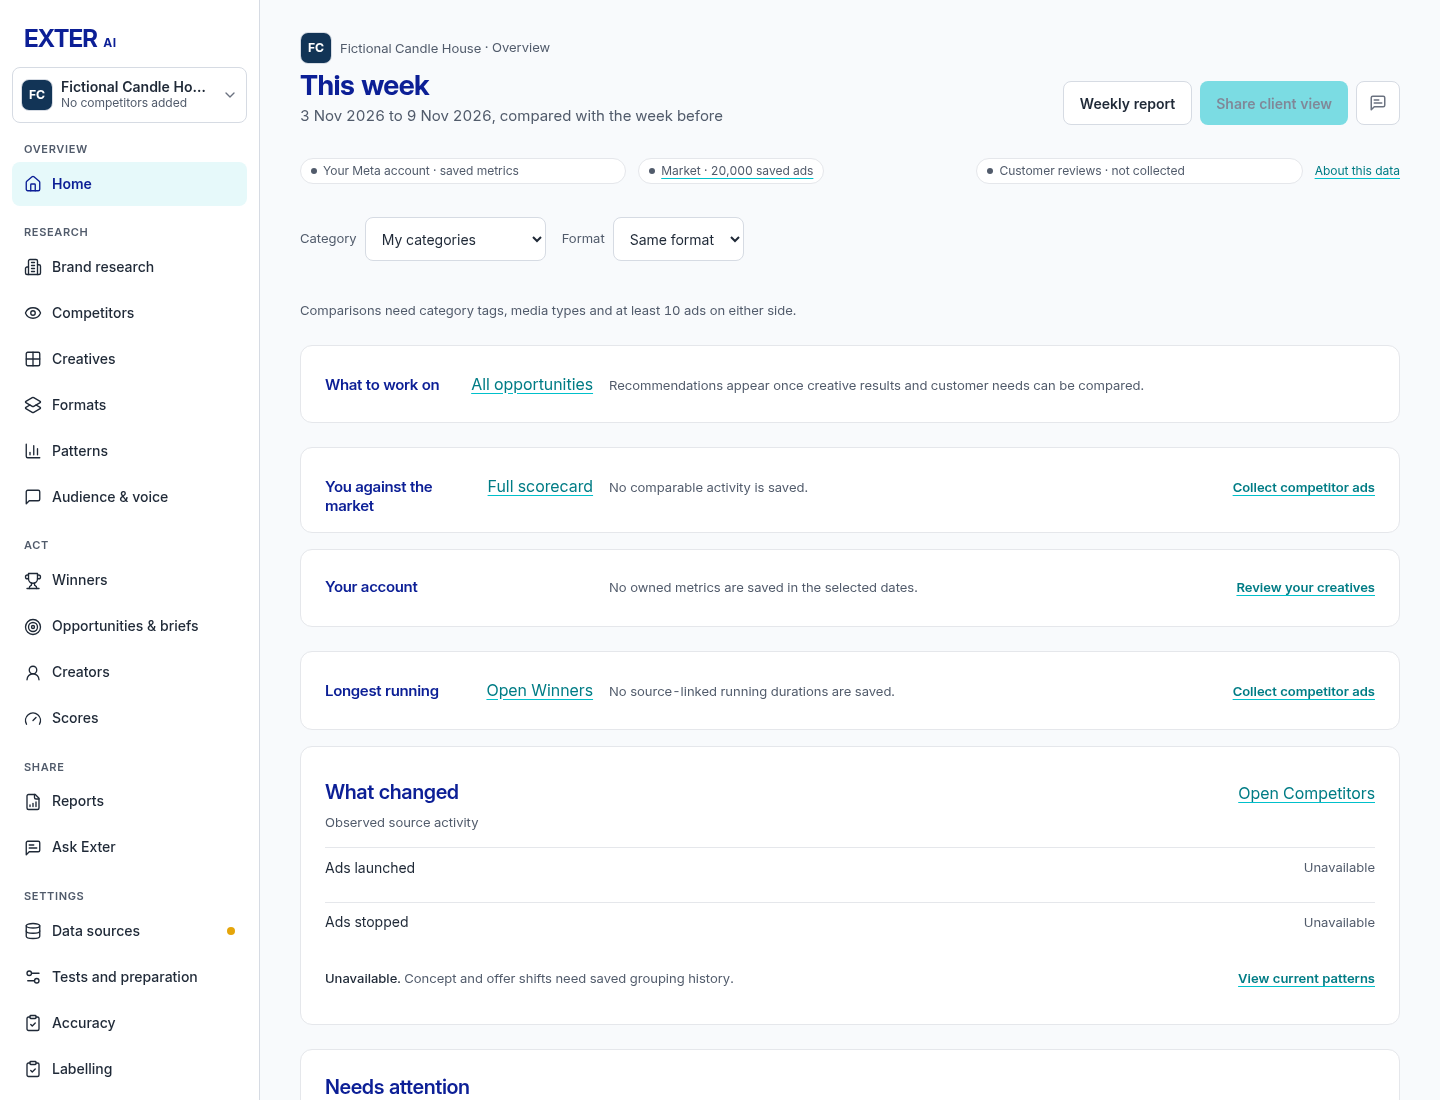 EXTER AI
FC
Fictional Candle Ho...
No competitors added
OVERVIEW
Home
RESEARCH
Brand research
Competitors
Creatives
Formats
Patterns
Audience & voice
ACT
Winners
Opportunities & briefs
Creators
Scores
SHARE
Reports
Ask Exter
SETTINGS
Data sources
Tests and preparation
Accuracy
Labelling
FC Fictional Candle House · Overview
This week
3 Nov 2026 to 9 Nov 2026, compared with the week before
Weekly report
Share client view
Your Meta account · saved metrics
Market · 20,000 saved ads
Customer reviews · not collected
About this data
Category My categories Format Same format
Comparisons need category tags, media types and at least 10 ads on either side.
What to work on All opportunities Recommendations appear once creative results and customer needs can be compared.
You against the
market
Full scorecard No comparable activity is saved. Collect competitor ads
Your account No owned metrics are saved in the selected dates. Review your creatives
Longest running Open Winners No source-linked running durations are saved. Collect competitor ads
What changed Open Competitors
Observed source activity
Ads launched Unavailable
Ads stopped Unavailable
Unavailable. Concept and offer shifts need saved grouping history. View current patterns
Needs attention